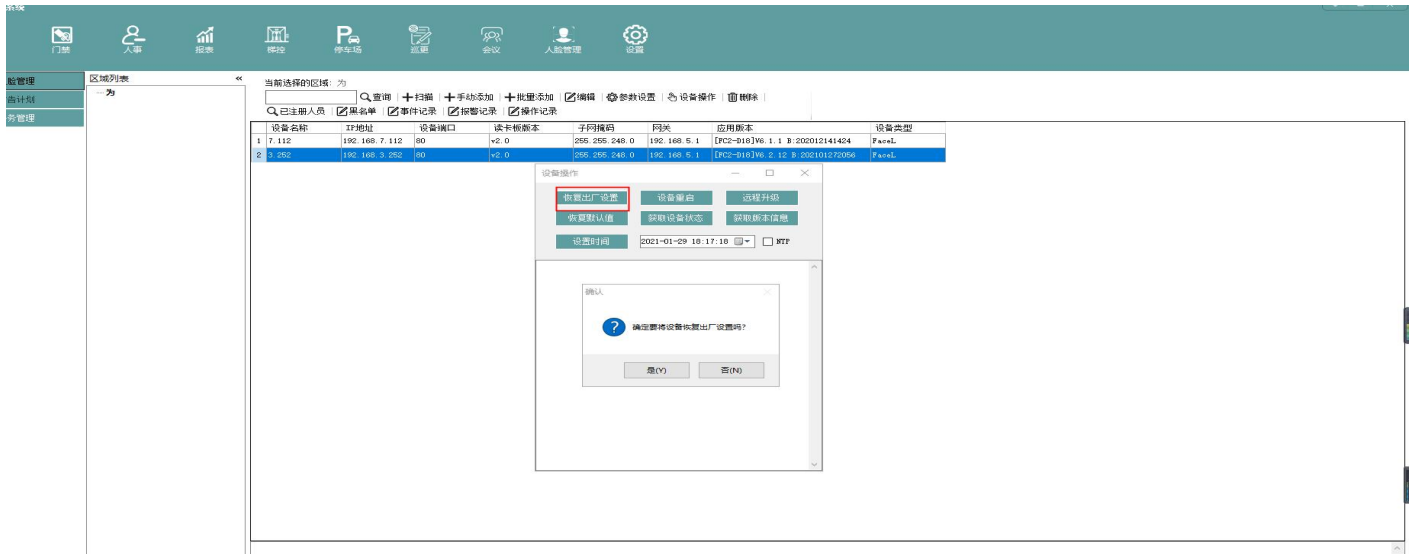 系统
门禁 人事 报表 梯控 停车场 巡更 会议 人脸管理 设置
脸管理
告计划
务管理
区域列表 «
为
当前选择的区域: 为
查询 扫描 手动添加 批量添加 编辑 参数设置 设备操作 删除
已注册人员 黑名单 事件记录 报警记录 操作记录
设备名称 IP地址 设备端口 读卡板版本 子网掩码 网关 应用版本 设备类型
1 7.112 192.168.7.112 80 v2.0 255.255.248.0 192.168.5.1 [FC2-D18]V6.1.1 B:202012141424 FaceL
2 3.252 192.168.3.252 80 v2.0 255.255.248.0 192.168.5.1 [FC2-D18]V6.2.12 B:202101272056 FaceL
设备操作
恢复出厂设置 设备重启 远程升级
恢复默认值 获取设备状态 获取版本信息
设置时间 2021-01-29 18:17:18 NTP
确认
确定要将设备恢复出厂设置吗?
是(Y) 否(N)